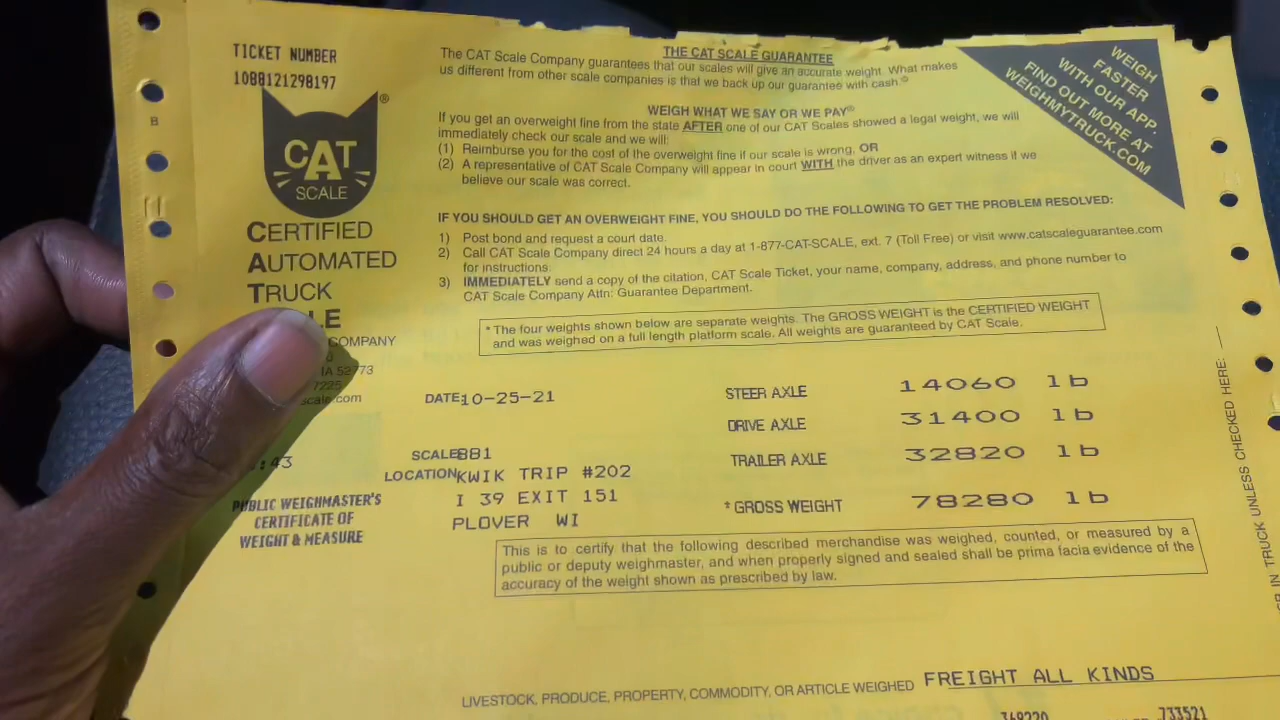 TICKET NUMBER
1088121298197
CAT
SCALE
®
CERTIFIED
AUTOMATED
TRUCK
LE
COMPANY
IA 52773
7225
scale.com
:43
PUBLIC WEIGHMASTER'S
CERTIFICATE OF
WEIGHT & MEASURE
THE CAT SCALE GUARANTEE
The CAT Scale Company guarantees that our scales will give an accurate weight. What makes
us different from other scale companies is that we back up our guarantee with cash.©
WEIGH WHAT WE SAY OR WE PAY®
If you get an overweight fine from the state AFTER one of our CAT Scales showed a legal weight, we will
immediately check our scale and we will:
(1) Reimburse you for the cost of the overweight fine if our scale is wrong, OR
(2) A representative of CAT Scale Company will appear in court WITH the driver as an expert witness if we
believe our scale was correct.
IF YOU SHOULD GET AN OVERWEIGHT FINE, YOU SHOULD DO THE FOLLOWING TO GET THE PROBLEM RESOLVED:
1) Post bond and request a court date.
2) Call CAT Scale Company direct 24 hours a day at 1-877-CAT-SCALE, ext. 7 (Toll Free) or visit www.catscaleguarantee.com
for instructions.
3) IMMEDIATELY send a copy of the citation, CAT Scale Ticket, your name, company, address, and phone number to
CAT Scale Company Attn: Guarantee Department.
* The four weights shown below are separate weights. The GROSS WEIGHT is the CERTIFIED WEIGHT
and was weighed on a full length platform scale. All weights are guaranteed by CAT Scale.
WEIGH
FASTER
WITH OUR APP.
FIND OUT MORE AT
WEIGHMYTRUCK.COM
DATE: 10-25-21
SCALE 881
LOCATION KWIK TRIP #202
I 39 EXIT 151
PLOVER WI
STEER AXLE 14060 lb
DRIVE AXLE 31400 lb
TRAILER AXLE 32820 lb
* GROSS WEIGHT 78280 lb
This is to certify that the following described merchandise was weighed, counted, or measured by a
public or deputy weighmaster, and when properly signed and sealed shall be prima facia evidence of the
accuracy of the weight shown as prescribed by law.
LIVESTOCK, PRODUCE, PROPERTY, COMMODITY, OR ARTICLE WEIGHED FREIGHT ALL KINDS
733521
IN TRUCK UNLESS CHECKED HERE: